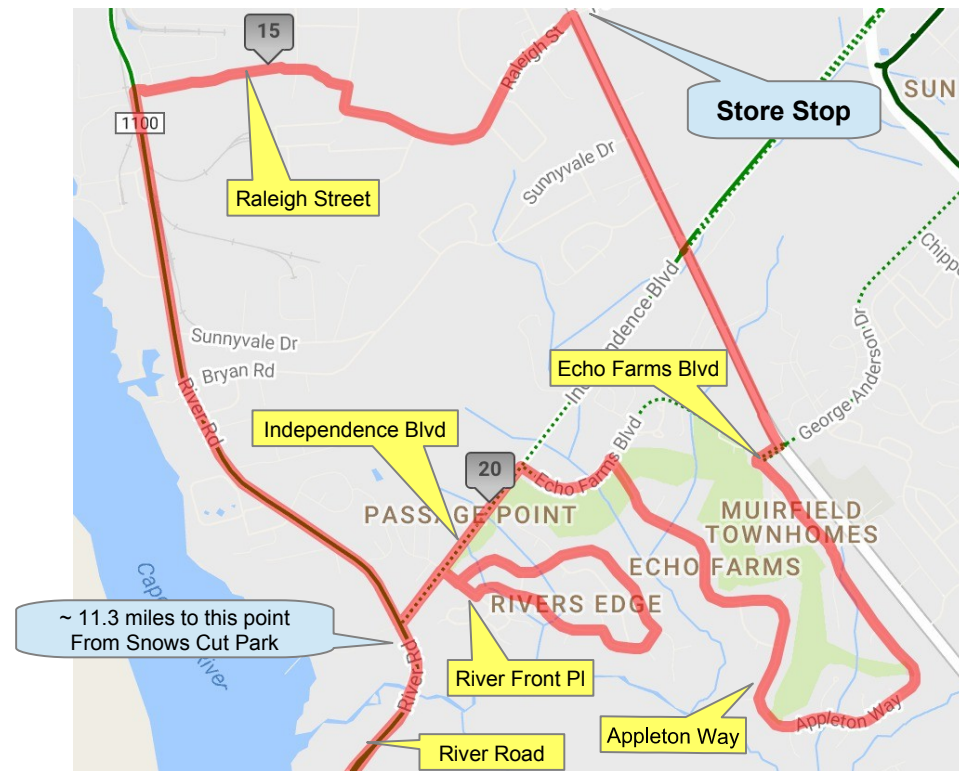 15
Raleigh St
Store Stop
SUN
1100
Raleigh Street
Sunnyvale Dr
Chippe
Independence Blvd
Sunnyvale Dr
Bryan Rd
River Rd
Echo Farms Blvd
George Anderson Dr
Independence Blvd
20
Echo Farms Blvd
PASSAGE POINT
MUIRFIELD
TOWNHOMES
ECHO FARMS
RIVERS EDGE
Cape
River
~ 11.3 miles to this point
From Snows Cut Park
River Rd
River Front Pl
Appleton Way
Appleton Way
River Road